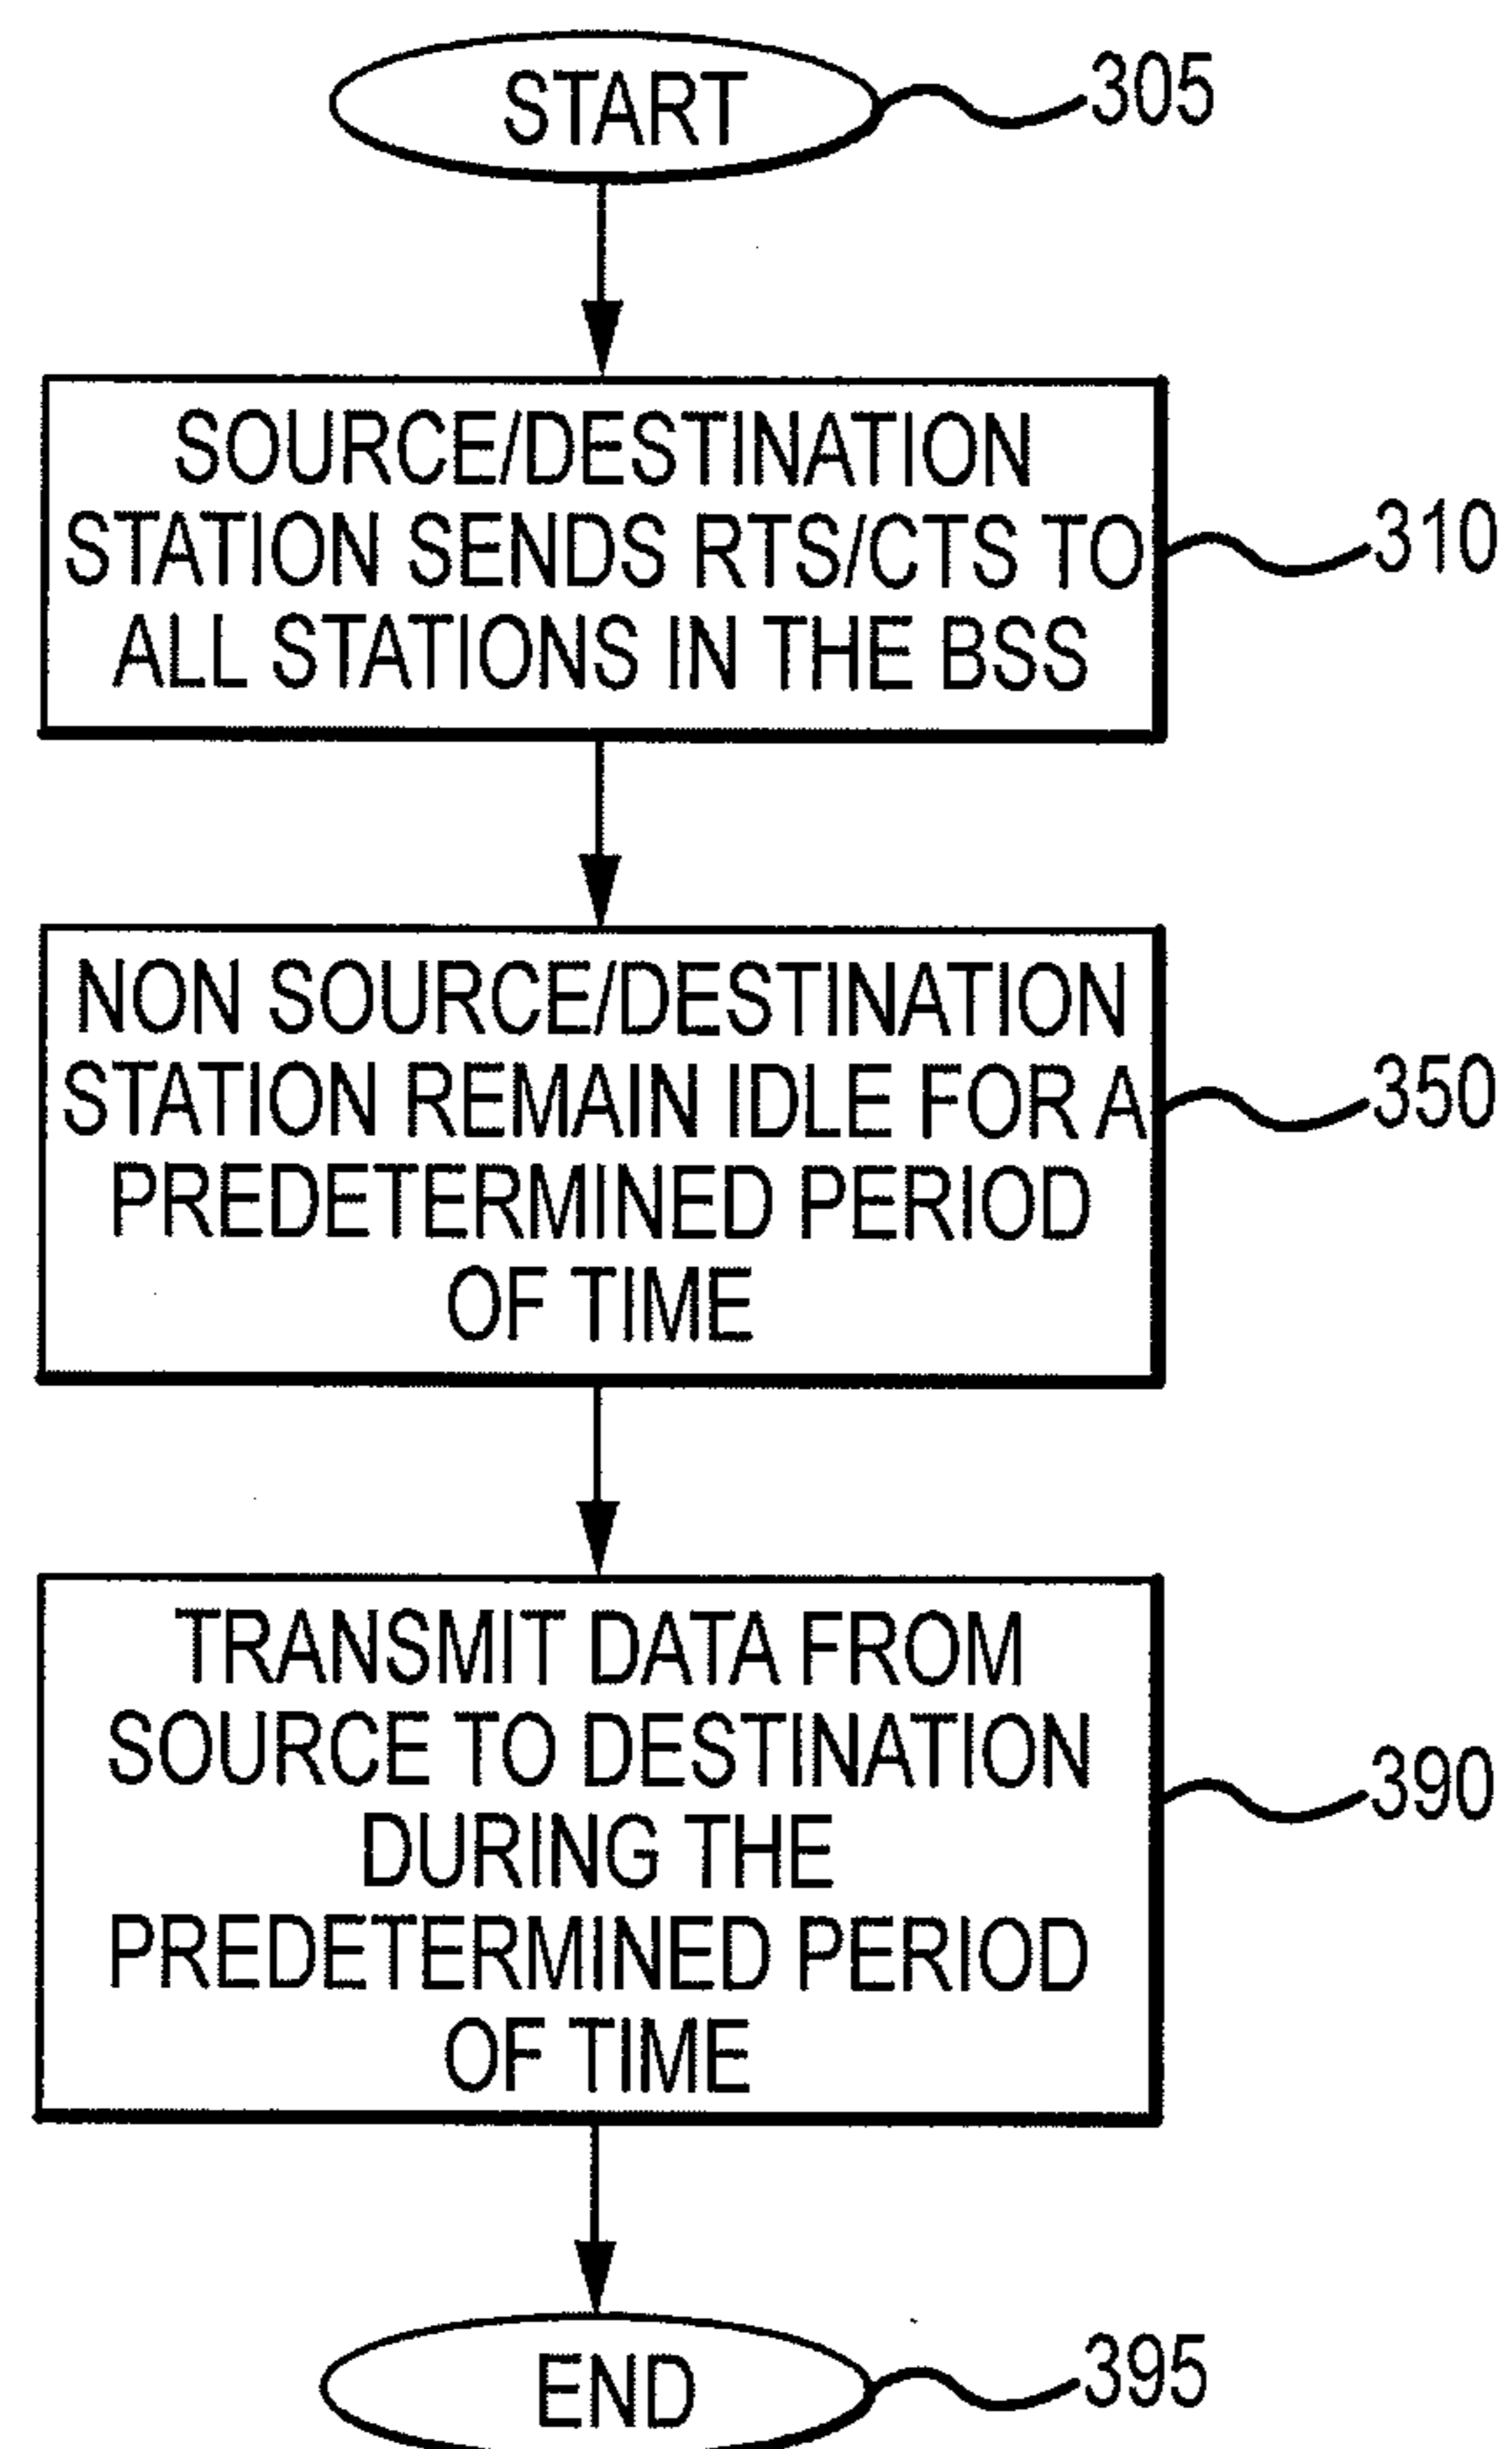 START
305
SOURCE/DESTINATION
STATION SENDS RTS/CTS TO
ALL STATIONS IN THE BSS
310
NON SOURCE/DESTINATION
STATION REMAIN IDLE FOR A
PREDETERMINED PERIOD
OF TIME
350
TRANSMIT DATA FROM
SOURCE TO DESTINATION
DURING THE
PREDETERMINED PERIOD
OF TIME
390
END
395